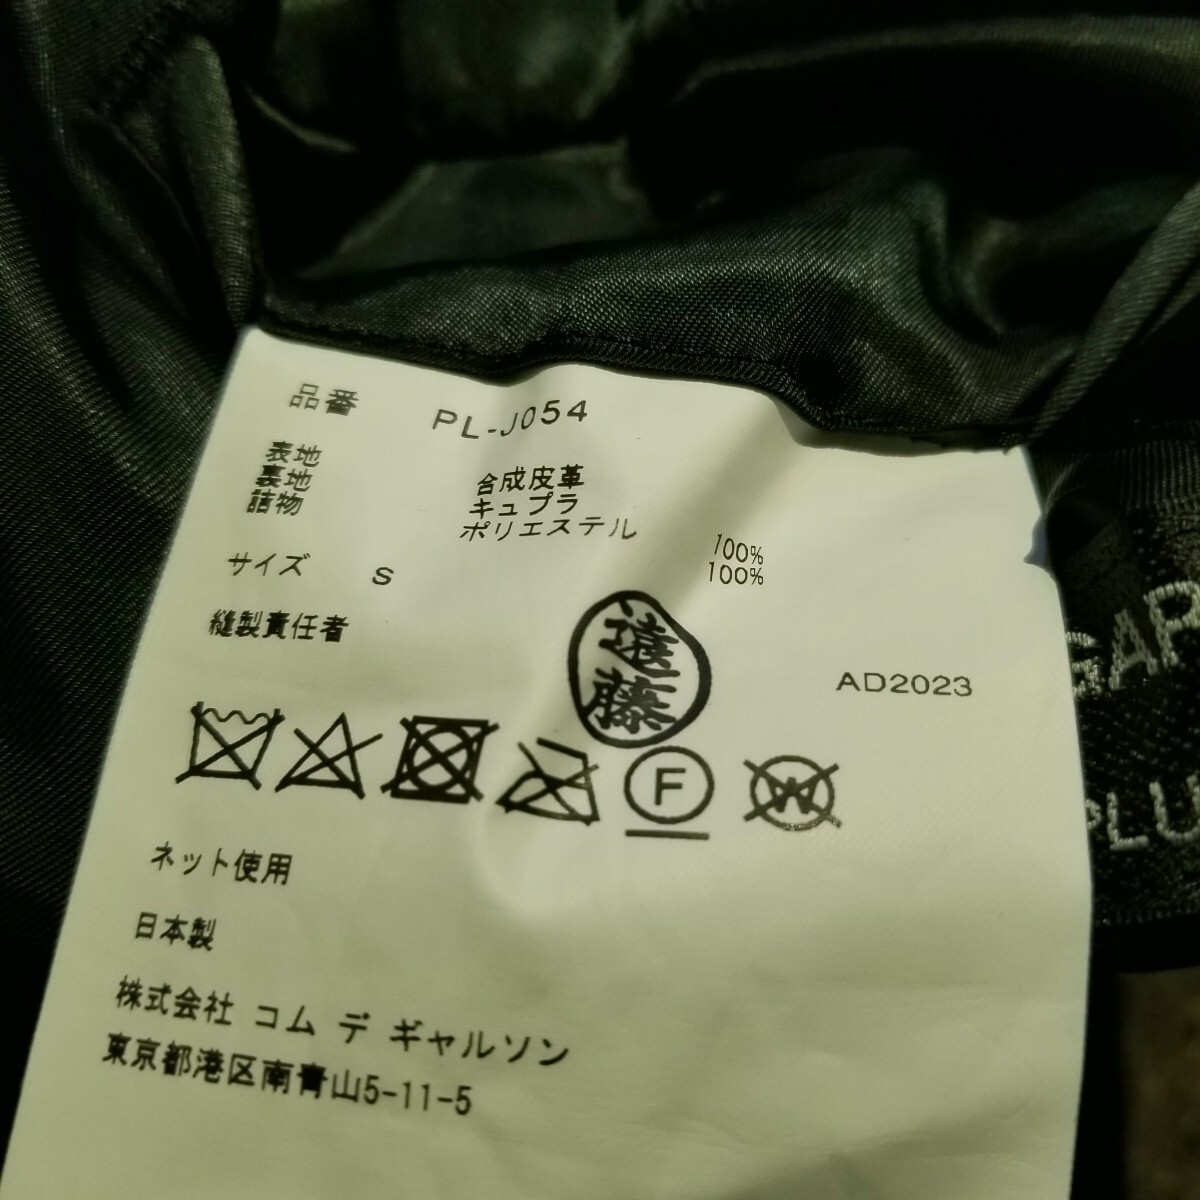 品番 PL-J054
表地 合成皮革
裏地 キュプラ 100%
詰物 ポリエステル 100%
サイズ S
縫製責任者 遠藤
AD2023
F
W
ネット使用
日本製
株式会社 コム デ ギャルソン
東京都港区南青山5-11-5
GAR
PLU